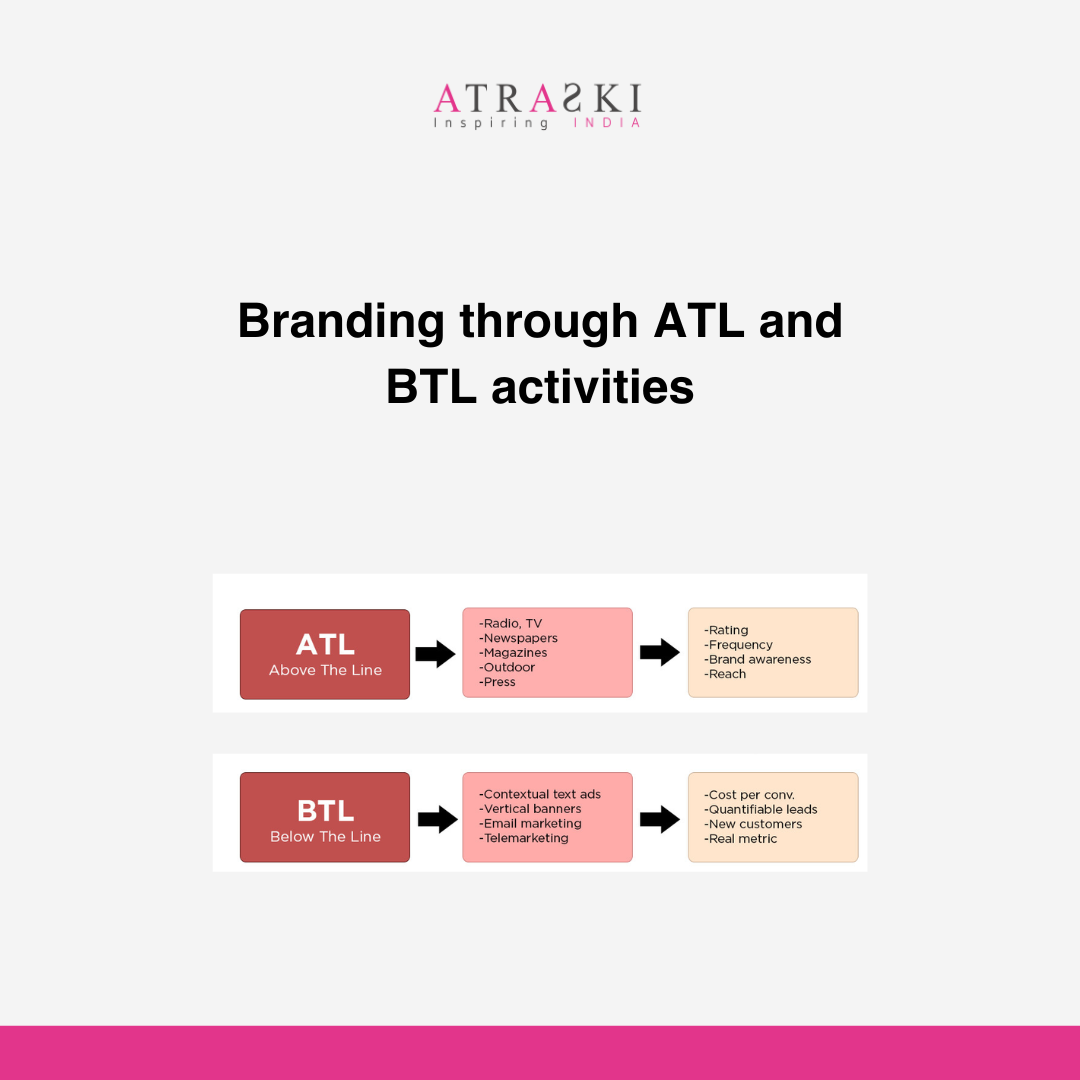 ATRASKI
Inspiring INDIA
Branding through ATL and
BTL activities
ATL
Above The Line
-Radio, TV
-Newspapers
-Magazines
-Outdoor
-Press
-Rating
-Frequency
-Brand awareness
-Reach
BTL
Below The Line
-Contextual text ads
-Vertical banners
-Email marketing
-Telemarketing
-Cost per conv.
-Quantifiable leads
-New customers
-Real metric